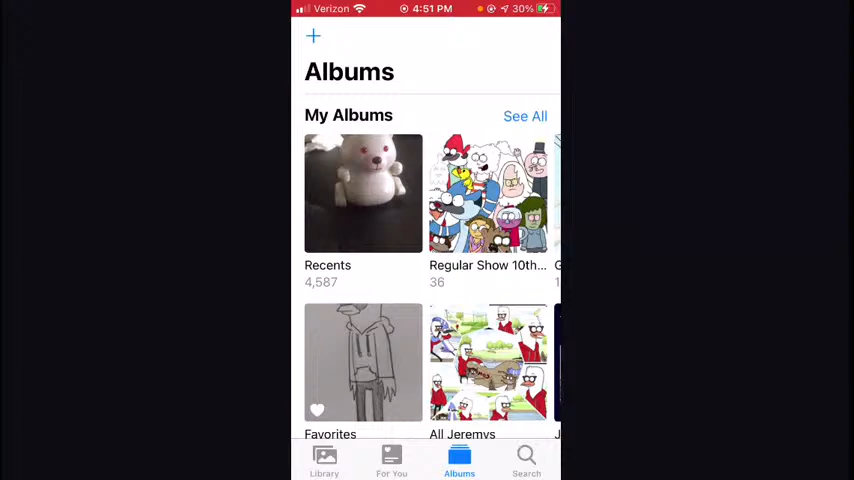 Verizon 4:51 PM 30%
+
Albums
My Albums See All
Recents Regular Show 10th...
4,587 36
Favorites All Jeremys
Library For You Albums Search